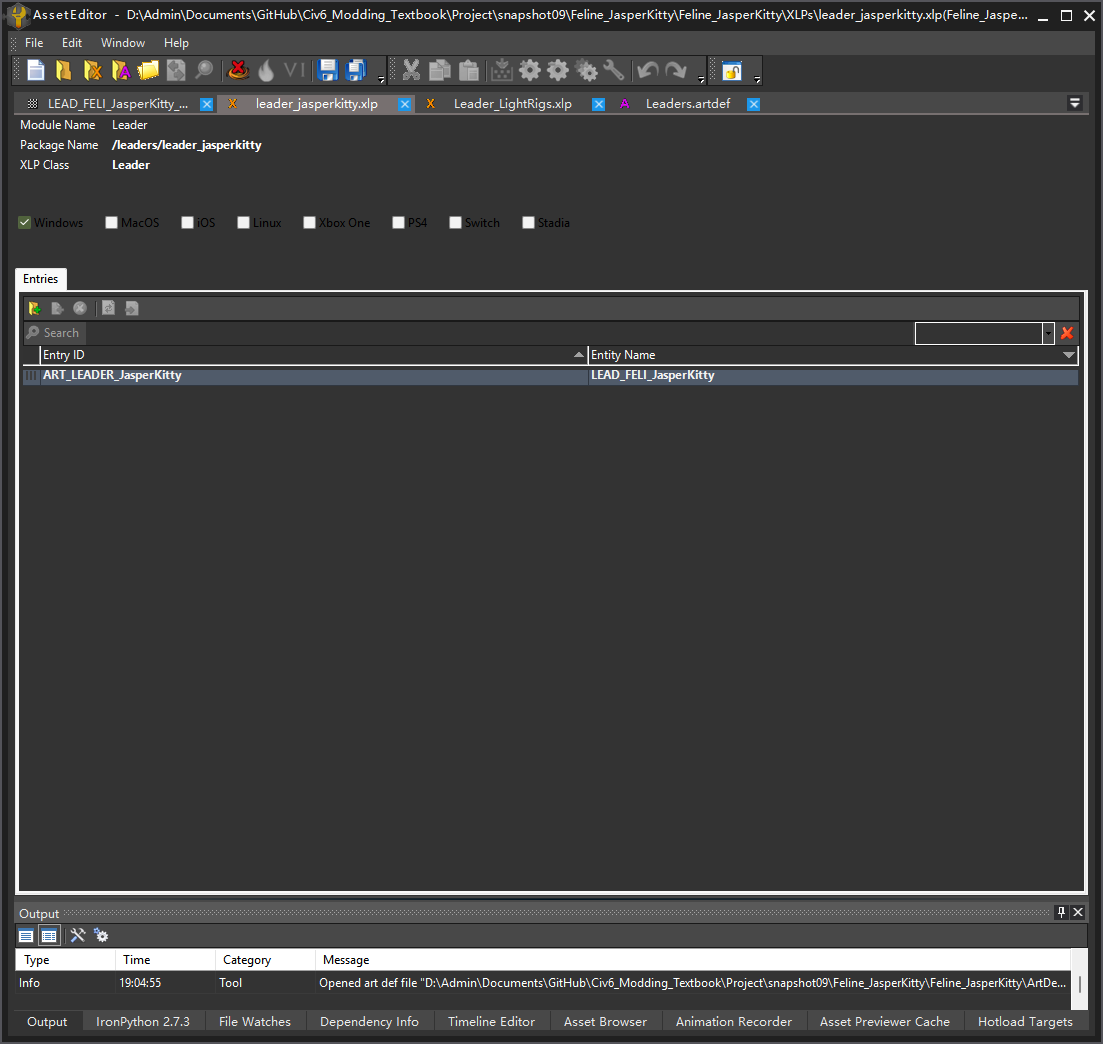 AssetEditor - D:\Admin\Documents\GitHub\Civ6_Modding_Textbook\Project\snapshot09\Feline_JasperKitty\Feline_JasperKitty\XLPs\leader_jasperkitty.xlp(Feline_Jaspe...
File Edit Window Help
VI
LEAD_FELI_JasperKitty_... X leader_jasperkitty.xlp X Leader_LightRigs.xlp A Leaders.artdef
Module Name Leader
Package Name /leaders/leader_jasperkitty
XLP Class Leader
Windows MacOS iOS Linux Xbox One PS4 Switch Stadia
Entries
Search
Entry ID Entity Name
ART_LEADER_JasperKitty LEAD_FELI_JasperKitty
Output
Type Time Category Message
Info 19:04:55 Tool Opened art def file "D:\Admin\Documents\GitHub\Civ6_Modding_Textbook\Project\snapshot09\Feline_JasperKitty\Feline_JasperKitty\ArtDe...
Output IronPython 2.7.3 File Watches Dependency Info Timeline Editor Asset Browser Animation Recorder Asset Previewer Cache Hotload Targets